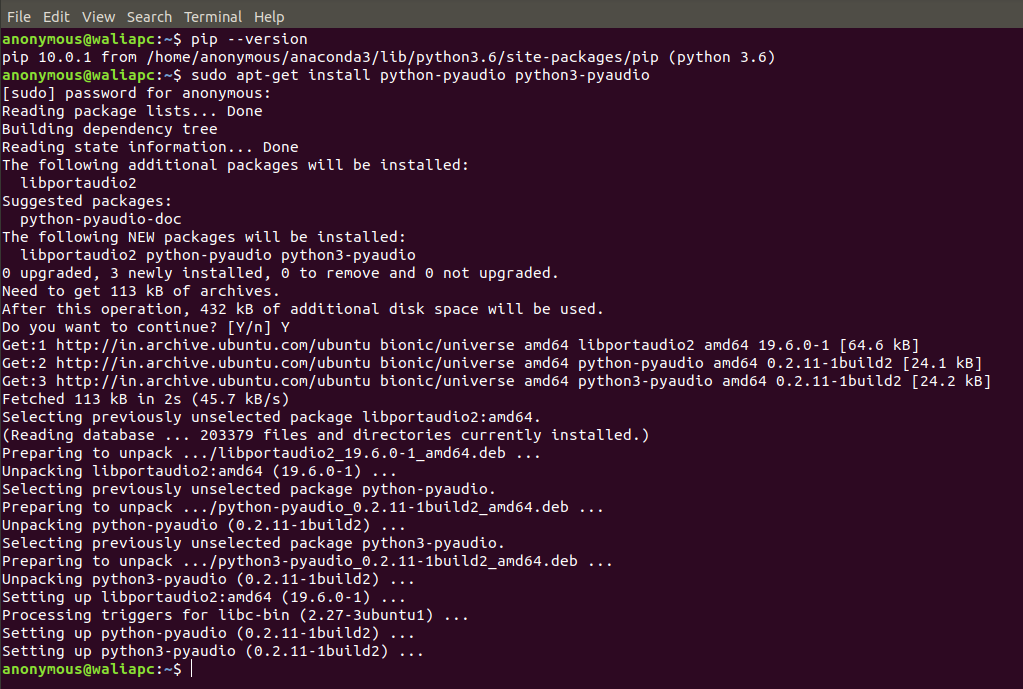 File Edit View Search Terminal Help
anonymous@waliapc:~$ pip --version
pip 10.0.1 from /home/anonymous/anaconda3/lib/python3.6/site-packages/pip (python 3.6)
anonymous@waliapc:~$ sudo apt-get install python-pyaudio python3-pyaudio
[sudo] password for anonymous:
Reading package lists... Done
Building dependency tree
Reading state information... Done
The following additional packages will be installed:
  libportaudio2
Suggested packages:
  python-pyaudio-doc
The following NEW packages will be installed:
  libportaudio2 python-pyaudio python3-pyaudio
0 upgraded, 3 newly installed, 0 to remove and 0 not upgraded.
Need to get 113 kB of archives.
After this operation, 432 kB of additional disk space will be used.
Do you want to continue? [Y/n] Y
Get:1 http://in.archive.ubuntu.com/ubuntu bionic/universe amd64 libportaudio2 amd64 19.6.0-1 [64.6 kB]
Get:2 http://in.archive.ubuntu.com/ubuntu bionic/universe amd64 python-pyaudio amd64 0.2.11-1build2 [24.1 kB]
Get:3 http://in.archive.ubuntu.com/ubuntu bionic/universe amd64 python3-pyaudio amd64 0.2.11-1build2 [24.2 kB]
Fetched 113 kB in 2s (45.7 kB/s)
Selecting previously unselected package libportaudio2:amd64.
(Reading database ... 203379 files and directories currently installed.)
Preparing to unpack .../libportaudio2_19.6.0-1_amd64.deb ...
Unpacking libportaudio2:amd64 (19.6.0-1) ...
Selecting previously unselected package python-pyaudio.
Preparing to unpack .../python-pyaudio_0.2.11-1build2_amd64.deb ...
Unpacking python-pyaudio (0.2.11-1build2) ...
Selecting previously unselected package python3-pyaudio.
Preparing to unpack .../python3-pyaudio_0.2.11-1build2_amd64.deb ...
Unpacking python3-pyaudio (0.2.11-1build2) ...
Setting up libportaudio2:amd64 (19.6.0-1) ...
Processing triggers for libc-bin (2.27-3ubuntu1) ...
Setting up python-pyaudio (0.2.11-1build2) ...
Setting up python3-pyaudio (0.2.11-1build2) ...
anonymous@waliapc:~$